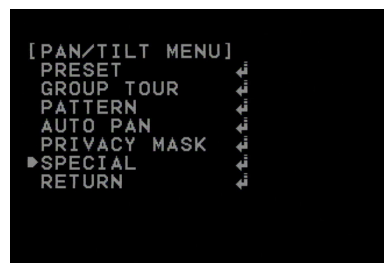 [PAN/TILT MENU]
PRESET
GROUP TOUR
PATTERN
AUTO PAN
PRIVACY MASK
SPECIAL
RETURN